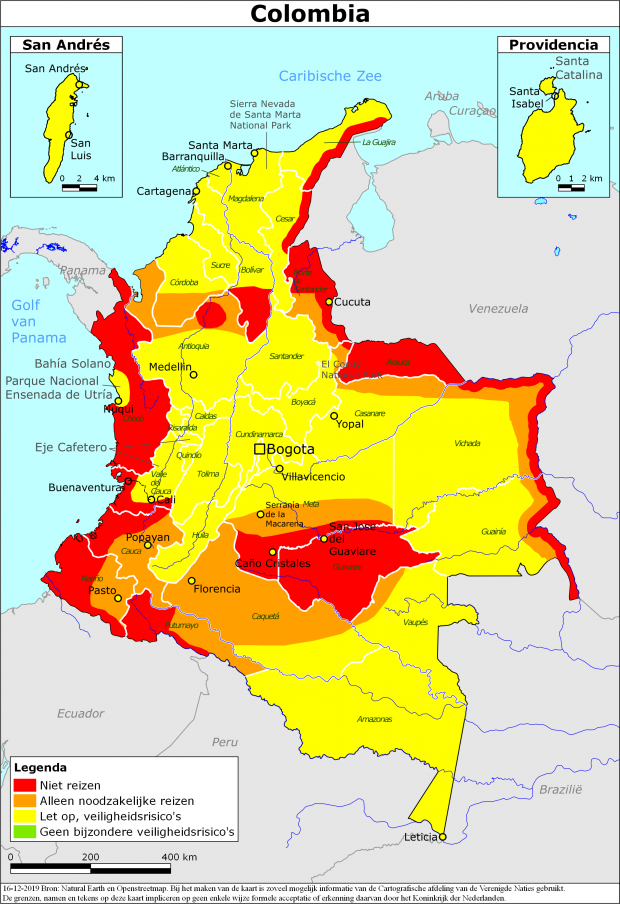 Colombia
San Andrés
San Andrés
San
Luis
0 2 4 km
Providencia
Santa
Catalina
Santa
Isabel
0 1 2 km
Caribische Zee
Aruba
Curaçao
Sierra Nevada
de Santa Marta
National Park
La Guajira
Santa Marta
Barranquilla
Atlántico
Cartagena
Magdalena
Cesar
Panama
Sucre
Bolívar
Córdoba
Norte
de
Santander
Cucuta
Golf
van
Panama
Venezuela
Antioquia
Santander
El Cocuy
National Park
Arauca
Bahía Solano
Medellin
Parque Nacional
Ensenada de Utría
Nuquí
Chocó
Boyacá
Casanare
Yopal
Caldas
Risaralda
Cundinamarca
Bogota
Vichada
Eje Cafetero
Quindio
Tolima
Villavicencio
Valle
del
Cauca
Buenaventura
Cali
Meta
Serranía
de la
Macarena
San José
del
Guaviare
Guainía
Popayan
Cauca
Huila
Caño Cristales
Guaviare
Nariño
Florencia
Pasto
Putumayo
Caquetá
Vaupés
Ecuador
Peru
Amazonas
Brazilië
Leticia
Legenda
Niet reizen
Alleen noodzakelijke reizen
Let op, veiligheidsrisico's
Geen bijzondere veiligheidsrisico's
0 200 400 km
16-12-2019 Bron: Natural Earth en Openstreetmap. Bij het maken van de kaart is zoveel mogelijk informatie van de Cartografische afdeling van de Verenigde Naties gebruikt.
De grenzen, namen en tekens op deze kaart impliceren op geen enkele wijze formele acceptatie of erkenning daarvan door het Koninkrijk der Nederlanden.